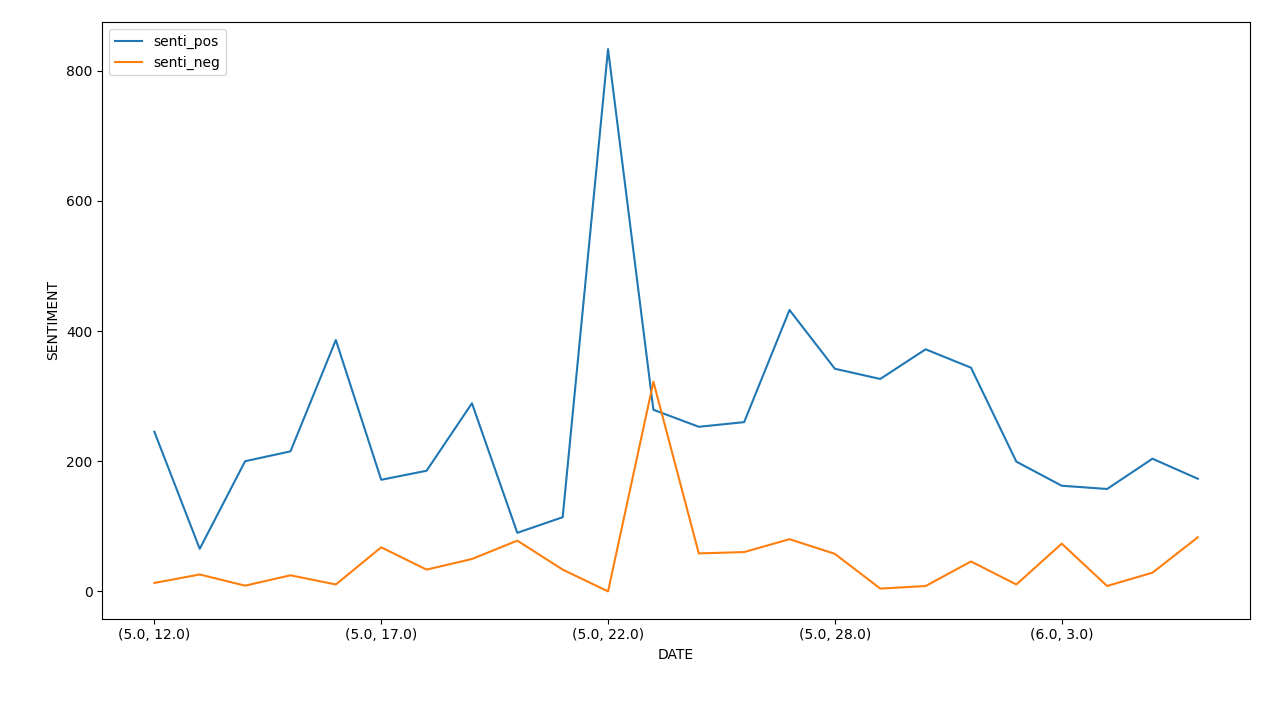 senti_pos
senti_neg
800
600
400
200
0
SENTIMENT
(5.0, 12.0)
(5.0, 17.0)
(5.0, 22.0)
(5.0, 28.0)
(6.0, 3.0)
DATE